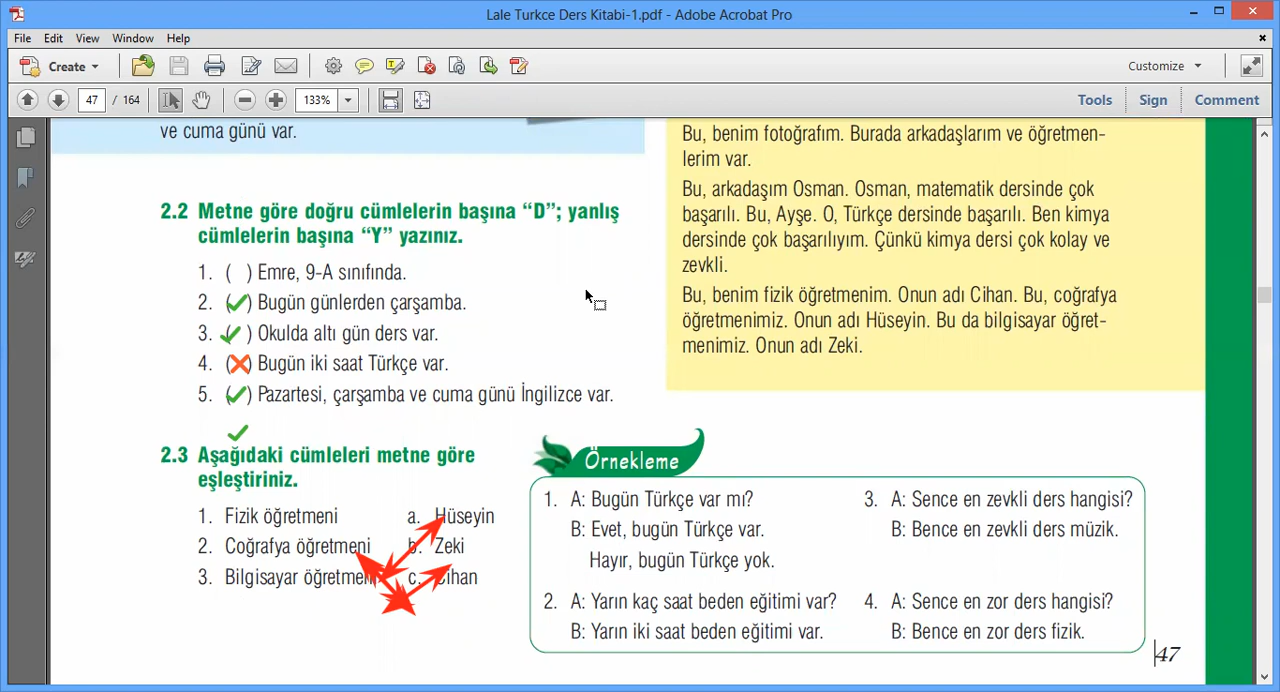 Lale Turkce Ders Kitabi-1.pdf - Adobe Acrobat Pro
File Edit View Window Help
Create Customize
47 / 164 133% Tools Sign Comment
ve cuma günü var.
2.2 Metne göre doğru cümlelerin başına “D”; yanlış
cümlelerin başına “Y” yazınız.
1. ( ) Emre, 9-A sınıfında.
2. ( ) Bugün günlerden çarşamba.
3. ( ) Okulda altı gün ders var.
4. ( ) Bugün iki saat Türkçe var.
5. ( ) Pazartesi, çarşamba ve cuma günü İngilizce var.
2.3 Aşağıdaki cümleleri metne göre
eşleştiriniz.
1. Fizik öğretmeni a. Hüseyin
2. Coğrafya öğretmeni b. Zeki
3. Bilgisayar öğretmeni c. Cihan
Bu, benim fotoğrafım. Burada arkadaşlarım ve öğretmen-
lerim var.
Bu, arkadaşım Osman. Osman, matematik dersinde çok
başarılı. Bu, Ayşe. O, Türkçe dersinde başarılı. Ben kimya
dersinde çok başarılıyım. Çünkü kimya dersi çok kolay ve
zevkli.
Bu, benim fizik öğretmenim. Onun adı Cihan. Bu, coğrafya
öğretmenimiz. Onun adı Hüseyin. Bu da bilgisayar öğret-
menimiz. Onun adı Zeki.
Örnekleme
1. A: Bugün Türkçe var mı?
B: Evet, bugün Türkçe var.
Hayır, bugün Türkçe yok.
2. A: Yarın kaç saat beden eğitimi var?
B: Yarın iki saat beden eğitimi var.
3. A: Sence en zevkli ders hangisi?
B: Bence en zevkli ders müzik.
4. A: Sence en zor ders hangisi?
B: Bence en zor ders fizik.
47